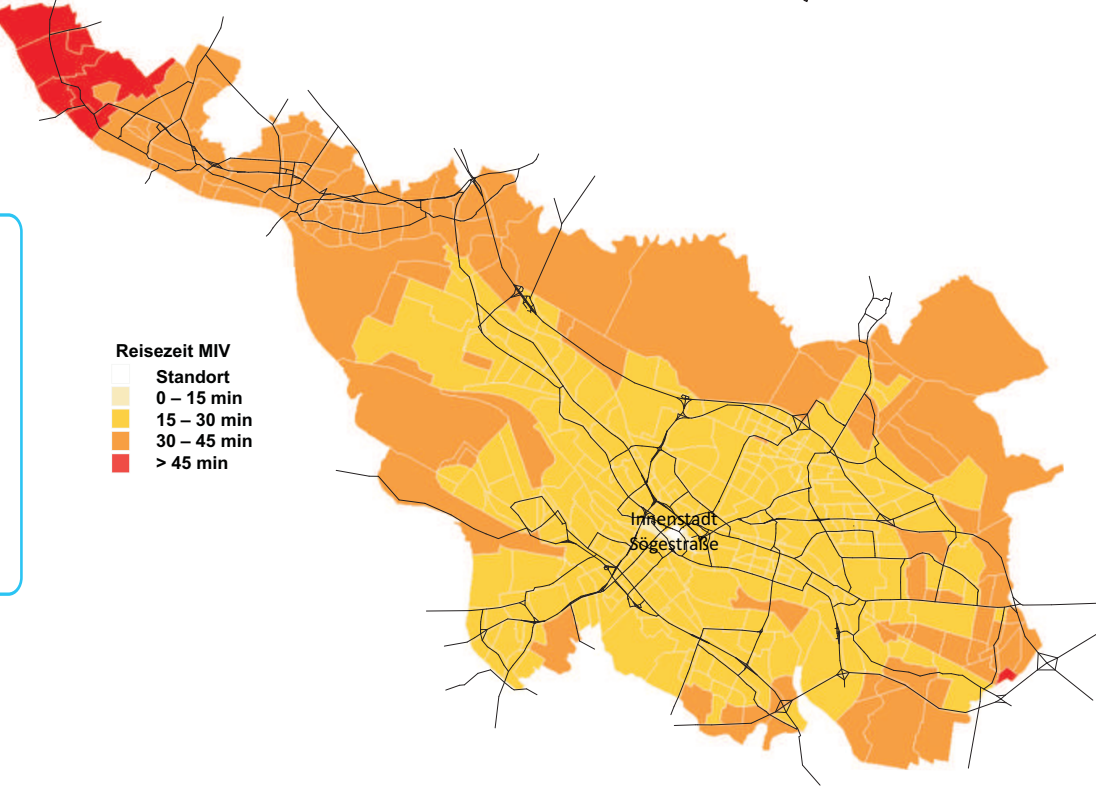 Reisezeit MIV
Standort
0 – 15 min
15 – 30 min
30 – 45 min
> 45 min
Innenstadt
Sögestraße